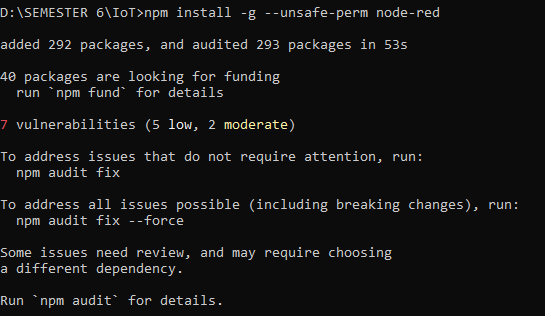 D:\SEMESTER 6\IoT>npm install -g --unsafe-perm node-red
added 292 packages, and audited 293 packages in 53s
40 packages are looking for funding
run `npm fund` for details
7 vulnerabilities (5 low, 2 moderate)
To address issues that do not require attention, run:
npm audit fix
To address all issues possible (including breaking changes), run:
npm audit fix --force
Some issues need review, and may require choosing
a different dependency.
Run `npm audit` for details.